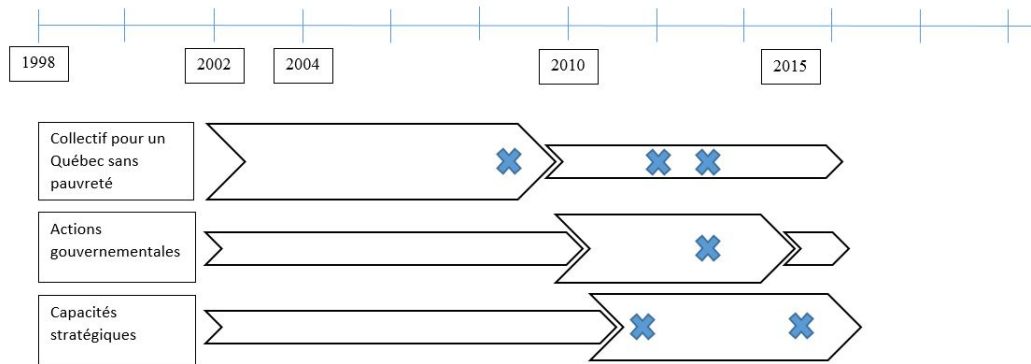 1998
2002
2004
2010
2015
Collectif pour un
Québec sans
pauvreté
Actions
gouvernementales
Capacités
stratégiques